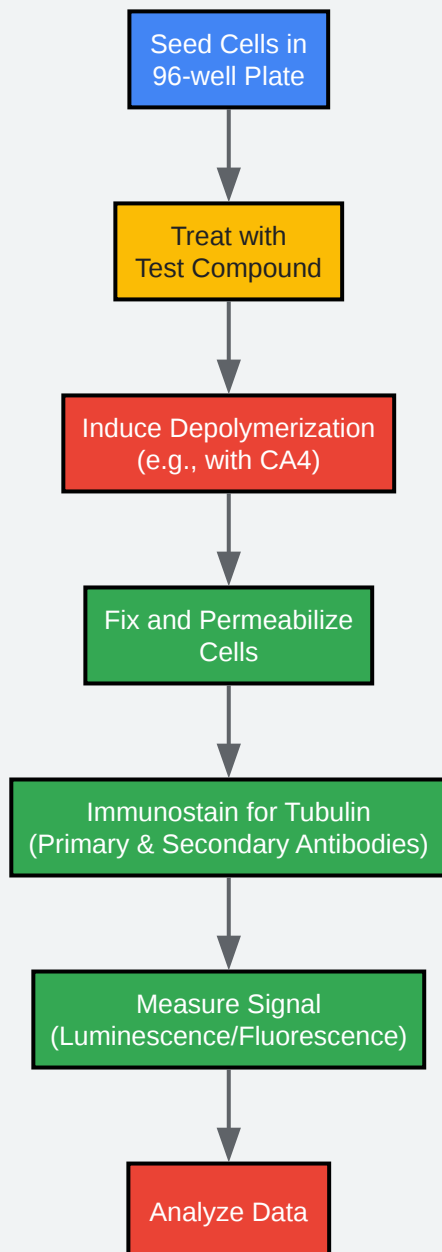 Seed Cells in
96-well Plate
Treat with
Test Compound
Induce Depolymerization
(e.g., with CA4)
Fix and Permeabilize
Cells
Immunostain for Tubulin
(Primary & Secondary Antibodies)
Measure Signal
(Luminescence/Fluorescence)
Analyze Data